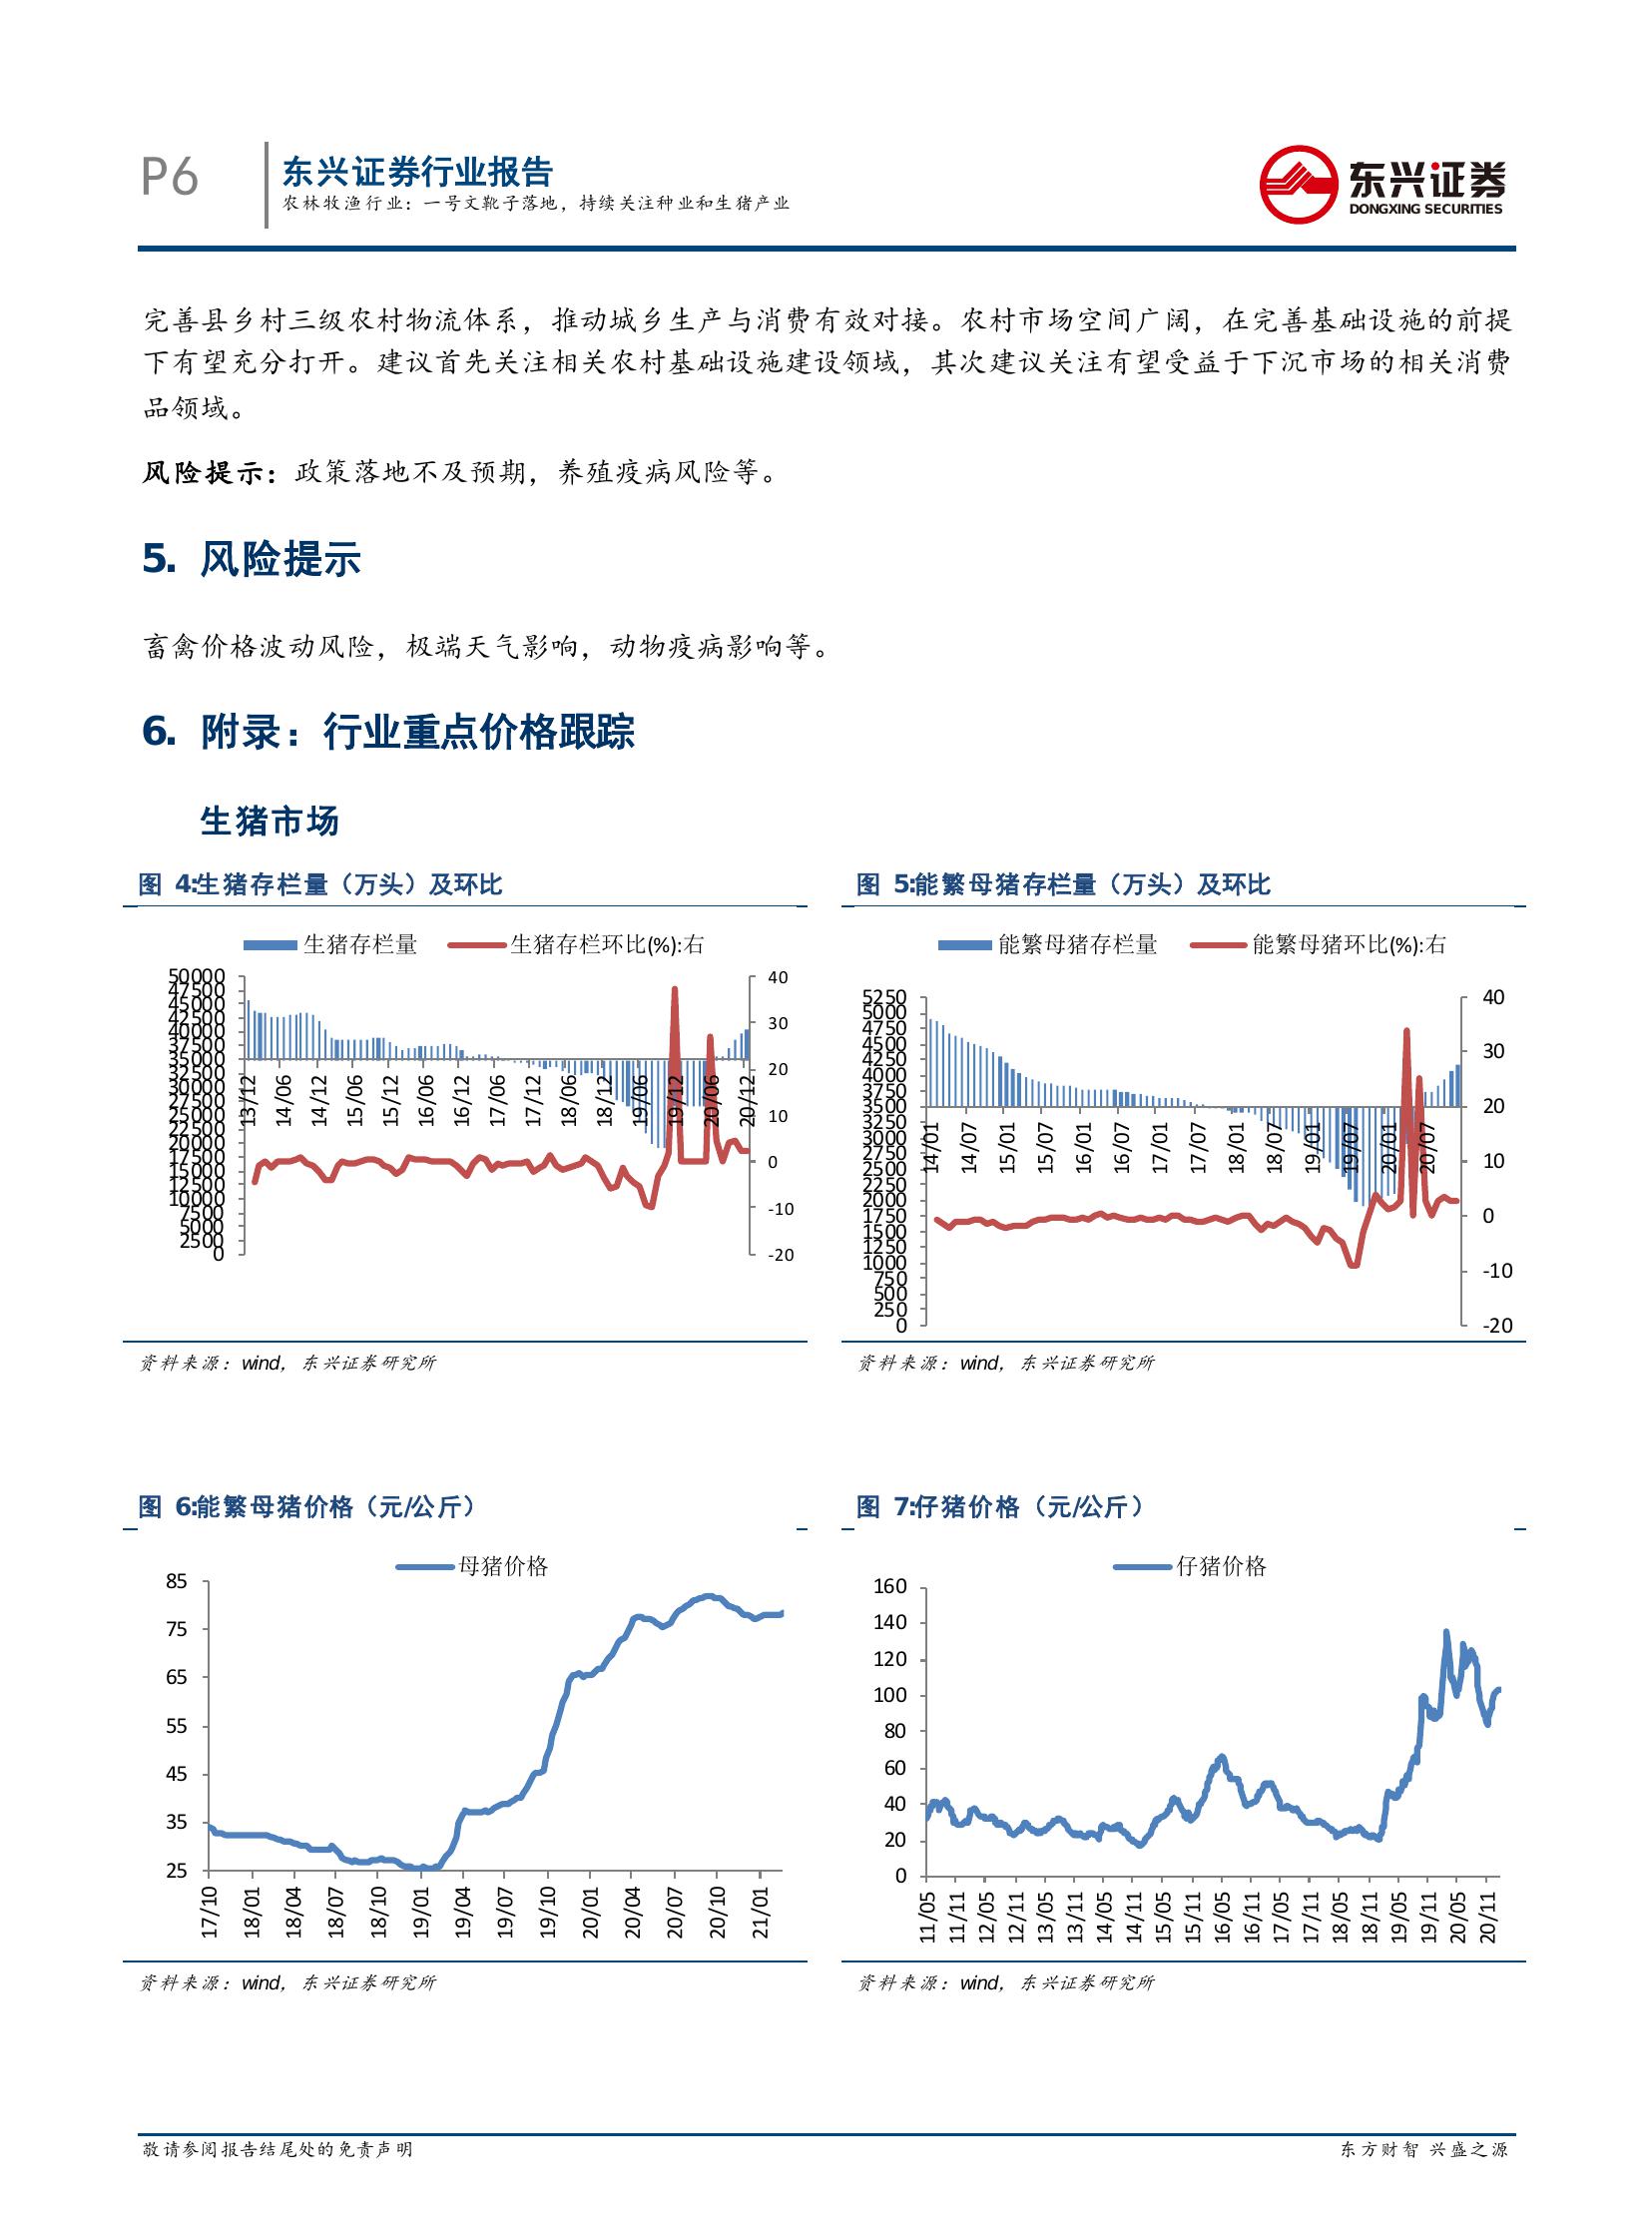 P6
东兴证券行业报告
农林牧渔行业：一号文靴子落地，持续关注种业和生猪产业
东兴证券
DONGXING SECURITIES
完善县乡村三级农村物流体系，推动城乡生产与消费有效对接。农村市场空间广阔，在完善基础设施的前提
下有望充分打开。建议首先关注相关农村基础设施建设领域，其次建议关注有望受益于下沉市场的相关消费
品领域。
风险提示：政策落地不及预期，养殖疫病风险等。
5. 风险提示
畜禽价格波动风险，极端天气影响，动物疫病影响等。
6. 附录：行业重点价格跟踪
生猪市场
图 4:生猪存栏量（万头）及环比
生猪存栏量 生猪存栏环比(%):右
50000
47500
45000
42500
40000
37500
35000
32500
30000
27500
25000
22500
20000
17500
15000
12500
10000
7500
5000
2500
0
40
30
20
10
0
-10
-20
13/12 14/06 14/12 15/06 15/12 16/06 16/12 17/06 17/12 18/06 18/12 19/06 19/12 20/06 20/12
资料来源：wind，东兴证券研究所
图 5:能繁母猪存栏量（万头）及环比
能繁母猪存栏量 能繁母猪环比(%):右
5250
5000
4750
4500
4250
4000
3750
3500
3250
3000
2750
2500
2250
2000
1750
1500
1250
1000
750
500
250
0
40
30
20
10
0
-10
-20
14/01 14/07 15/01 15/07 16/01 16/07 17/01 17/07 18/01 18/07 19/01 19/07 20/01 20/07
资料来源：wind，东兴证券研究所
图 6:能繁母猪价格（元/公斤）
母猪价格
85
75
65
55
45
35
25
17/10 18/01 18/04 18/07 18/10 19/01 19/04 19/07 19/10 20/01 20/04 20/07 20/10 21/01
资料来源：wind，东兴证券研究所
图 7:仔猪价格（元/公斤）
仔猪价格
160
140
120
100
80
60
40
20
0
11/05 11/11 12/05 12/11 13/05 13/11 14/05 14/11 15/05 15/11 16/05 16/11 17/05 17/11 18/05 18/11 19/05 19/11 20/05 20/11
资料来源：wind，东兴证券研究所
敬请参阅报告结尾处的免责声明
东方财智 兴盛之源